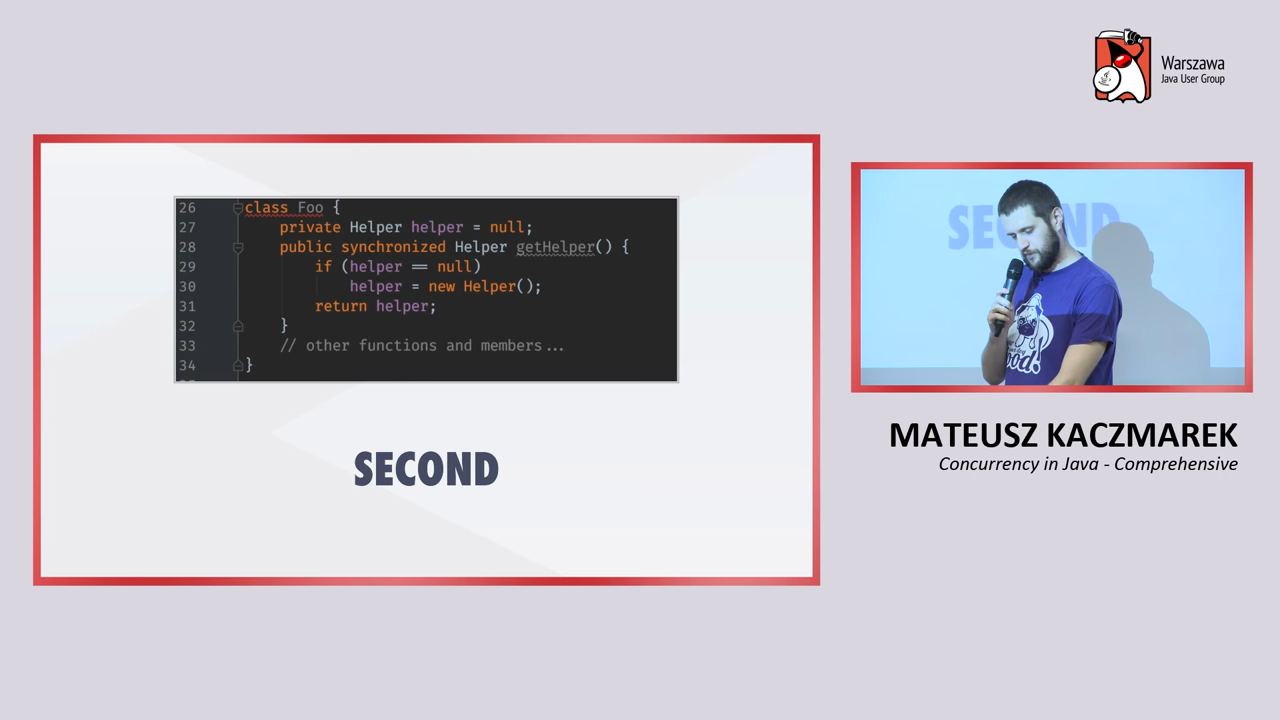 Warszawa
Java User Group
26 class Foo {
27 private Helper helper = null;
28 public synchronized Helper getHelper() {
29 if (helper == null)
30 helper = new Helper();
31 return helper;
32 }
33 // other functions and members...
34 }
SECOND
SECOND
MATEUSZ KACZMAREK
Concurrency in Java - Comprehensive